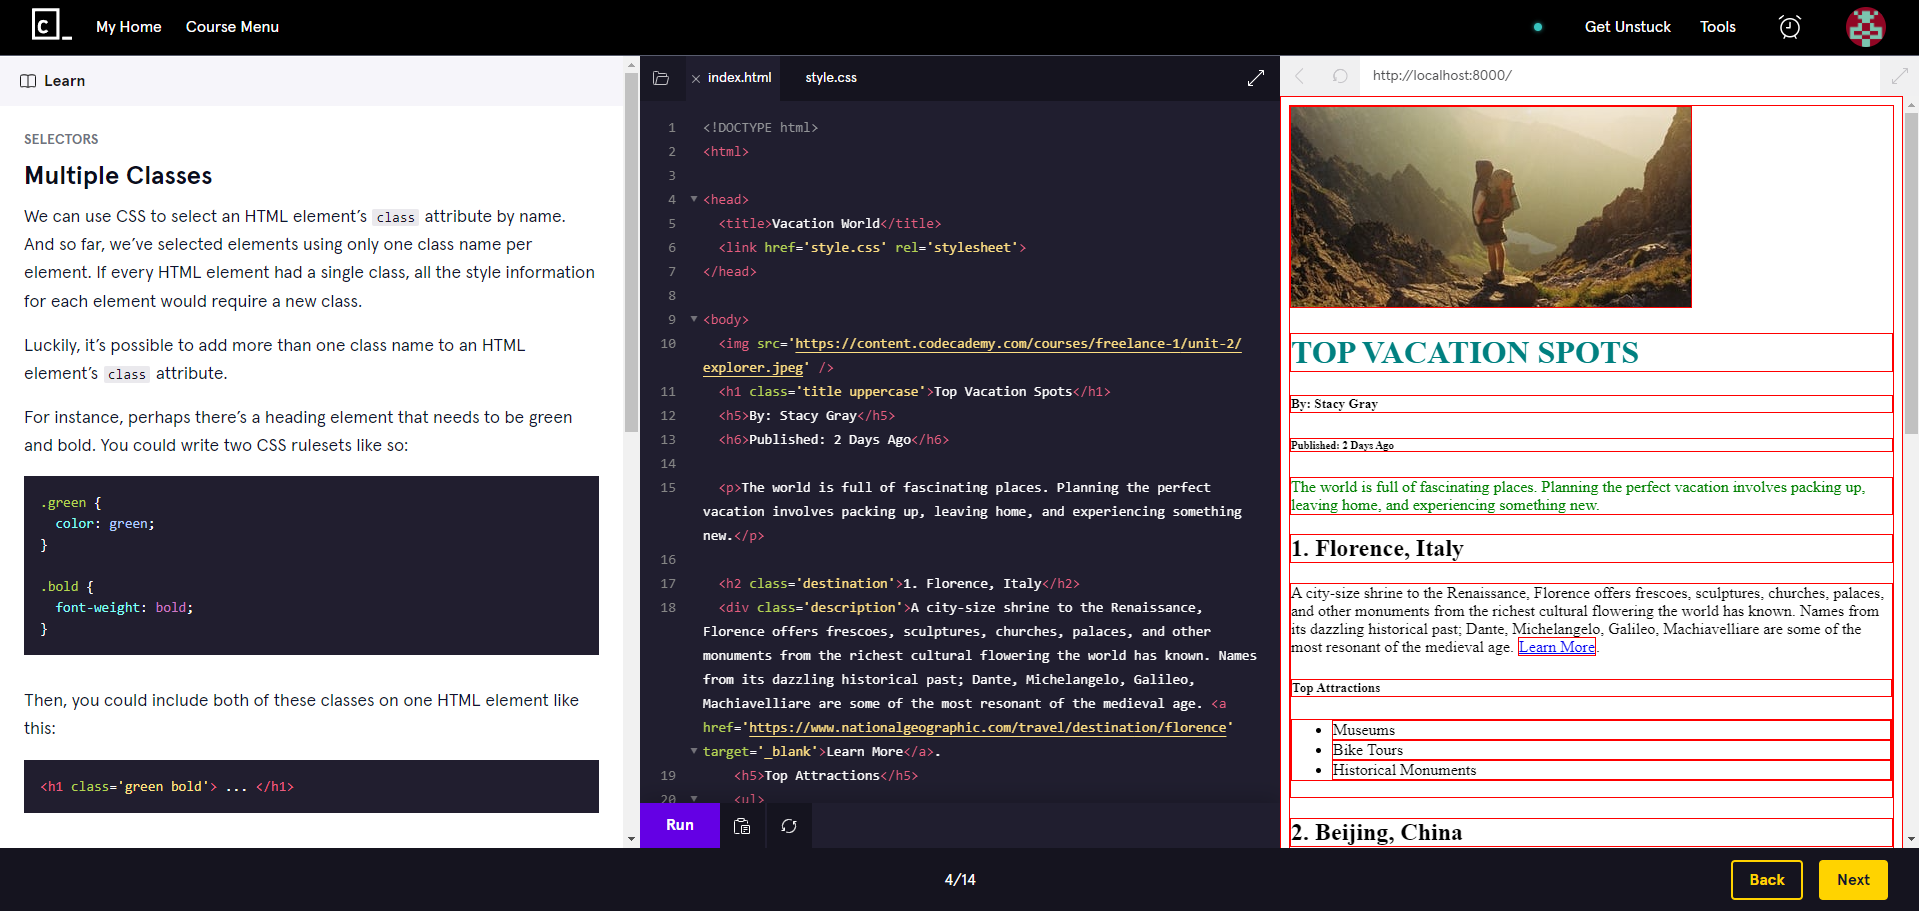 My Home
Course Menu
Get Unstuck
Tools
Learn
SELECTORS
Multiple Classes
We can use CSS to select an HTML element’s class attribute by name.
And so far, we’ve selected elements using only one class name per
element. If every HTML element had a single class, all the style information
for each element would require a new class.
Luckily, it’s possible to add more than one class name to an HTML
element’s class attribute.
For instance, perhaps there’s a heading element that needs to be green
and bold. You could write two CSS rulesets like so:
.green {
color: green;
}
.bold {
font-weight: bold;
}
Then, you could include both of these classes on one HTML element like
this:
<h1 class='green bold'> ... </h1>
index.html
style.css
1 <!DOCTYPE html>
2 <html>
3
4 <head>
5 <title>Vacation World</title>
6 <link href='style.css' rel='stylesheet'>
7 </head>
8
9 <body>
10 <img src='https://content.codecademy.com/courses/freelance-1/unit-2/
explorer.jpeg' />
11 <h1 class='title uppercase'>Top Vacation Spots</h1>
12 <h5>By: Stacy Gray</h5>
13 <h6>Published: 2 Days Ago</h6>
14
15 <p>The world is full of fascinating places. Planning the perfect
vacation involves packing up, leaving home, and experiencing something
new.</p>
16
17 <h2 class='destination'>1. Florence, Italy</h2>
18 <div class='description'>A city-size shrine to the Renaissance,
Florence offers frescoes, sculptures, churches, palaces, and other
monuments from the richest cultural flowering the world has known. Names
from its dazzling historical past; Dante, Michelangelo, Galileo,
Machiavelliare are some of the most resonant of the medieval age. <a
href='https://www.nationalgeographic.com/travel/destination/florence'
target='_blank'>Learn More</a>.
19 <h5>Top Attractions</h5>
20 <ul>
Run
http://localhost:8000/
TOP VACATION SPOTS
By: Stacy Gray
Published: 2 Days Ago
The world is full of fascinating places. Planning the perfect vacation involves packing up,
leaving home, and experiencing something new.
1. Florence, Italy
A city-size shrine to the Renaissance, Florence offers frescoes, sculptures, churches, palaces,
and other monuments from the richest cultural flowering the world has known. Names from
its dazzling historical past; Dante, Michelangelo, Galileo, Machiavelliare are some of the
most resonant of the medieval age. Learn More.
Top Attractions
Museums
Bike Tours
Historical Monuments
2. Beijing, China
4/14
Back
Next